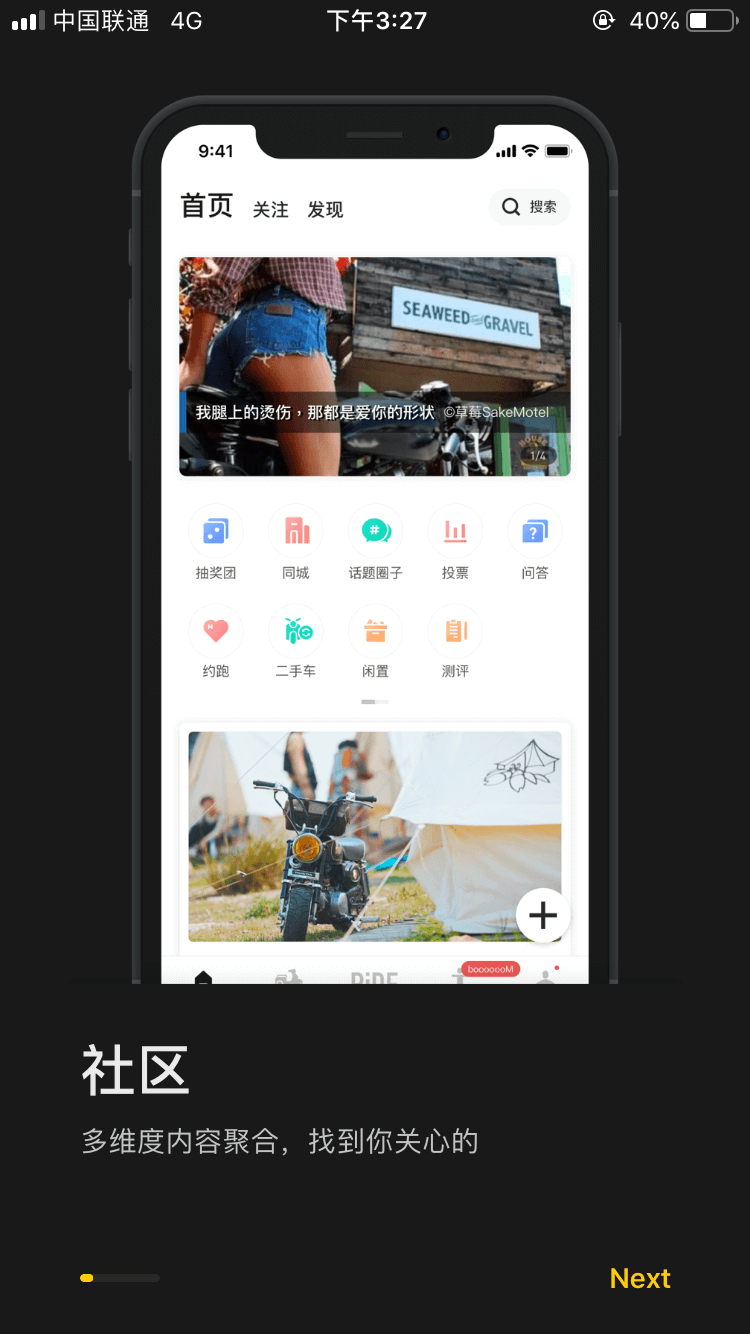 中国联通 4G 下午3:27 40%
9:41
首页 关注 发现 搜索
SEAWEED and GRAVEL
我腿上的烫伤，那都是爱你的形状 ©草莓SakeMotel
1/4
抽奖团 同城 话题圈子 投票 问答
约跑 二手车 闲置 测评
booooooM
RiDE
社区
多维度内容聚合，找到你关心的
Next